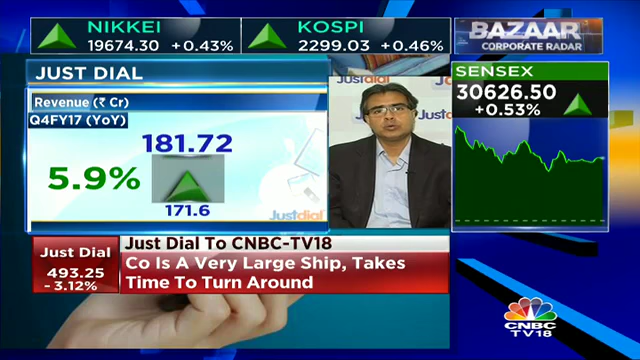 NIKKEI
19674.30 +0.43%
KOSPI
2299.03 +0.46%
BAZAAR
CORPORATE RADAR
JUST DIAL
Revenue (₹ Cr)
Q4FY17 (YoY)
181.72
5.9%
171.6
Justdial
Justdial
SENSEX
30626.50
+0.53%
Just Dial
493.25
- 3.12%
Just Dial To CNBC-TV18
Co Is A Very Large Ship, Takes
Time To Turn Around
CNBC
TV18